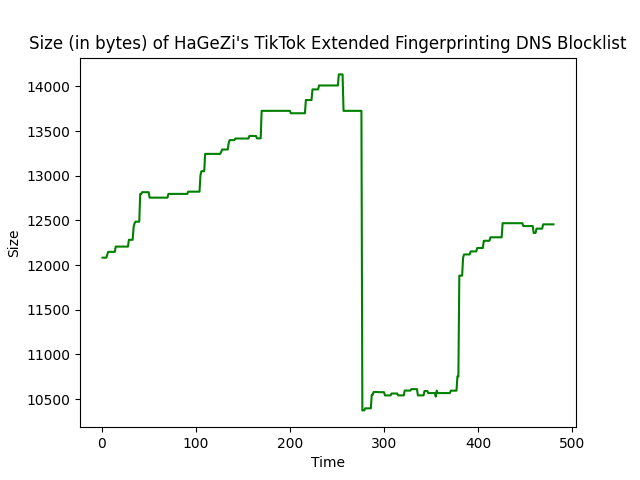 Size (in bytes) of HaGeZi's TikTok Extended Fingerprinting DNS Blocklist
14000
13500
13000
12500
12000
11500
11000
10500
Size
0 100 200 300 400 500
Time